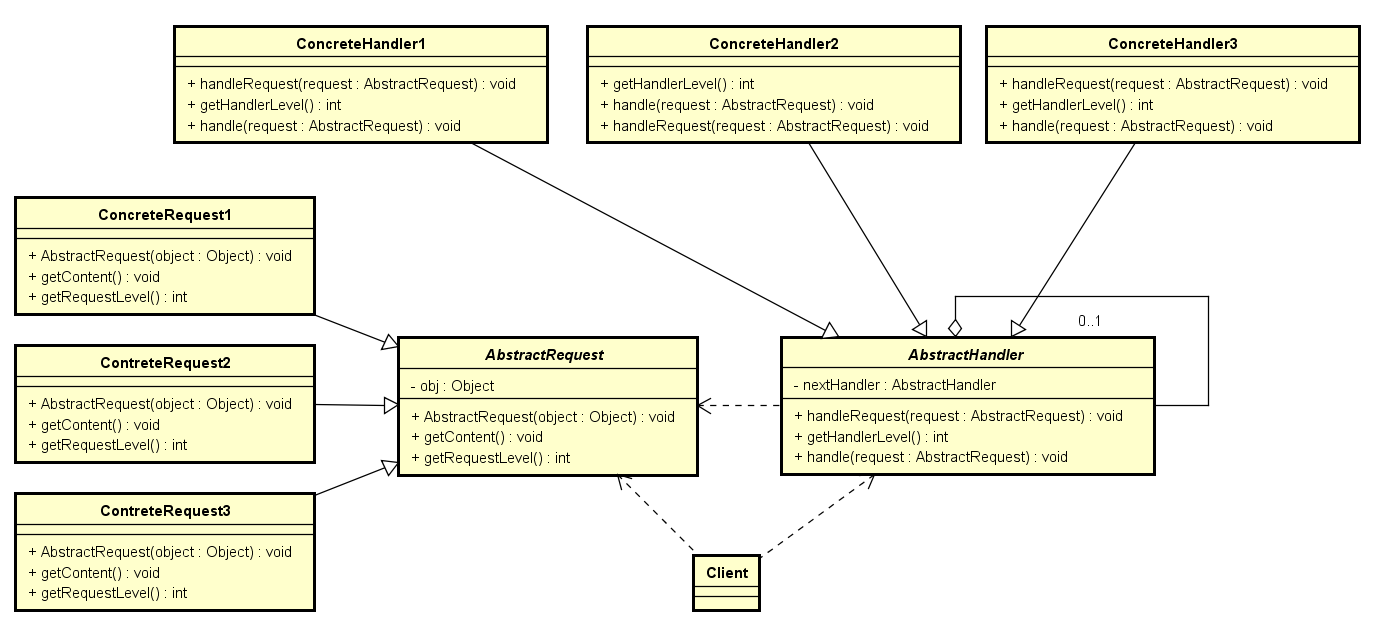 ConcreteHandler1
+ handleRequest(request : AbstractRequest) : void
+ getHandlerLevel() : int
+ handle(request : AbstractRequest) : void
ConcreteHandler2
+ getHandlerLevel() : int
+ handle(request : AbstractRequest) : void
+ handleRequest(request : AbstractRequest) : void
ConcreteHandler3
+ handleRequest(request : AbstractRequest) : void
+ getHandlerLevel() : int
+ handle(request : AbstractRequest) : void
ConcreteRequest1
+ AbstractRequest(object : Object) : void
+ getContent() : void
+ getRequestLevel() : int
ContreteRequest2
+ AbstractRequest(object : Object) : void
+ getContent() : void
+ getRequestLevel() : int
ContreteRequest3
+ AbstractRequest(object : Object) : void
+ getContent() : void
+ getRequestLevel() : int
AbstractRequest
- obj : Object
+ AbstractRequest(object : Object) : void
+ getContent() : void
+ getRequestLevel() : int
0..1
AbstractHandler
- nextHandler : AbstractHandler
+ handleRequest(request : AbstractRequest) : void
+ getHandlerLevel() : int
+ handle(request : AbstractRequest) : void
Client